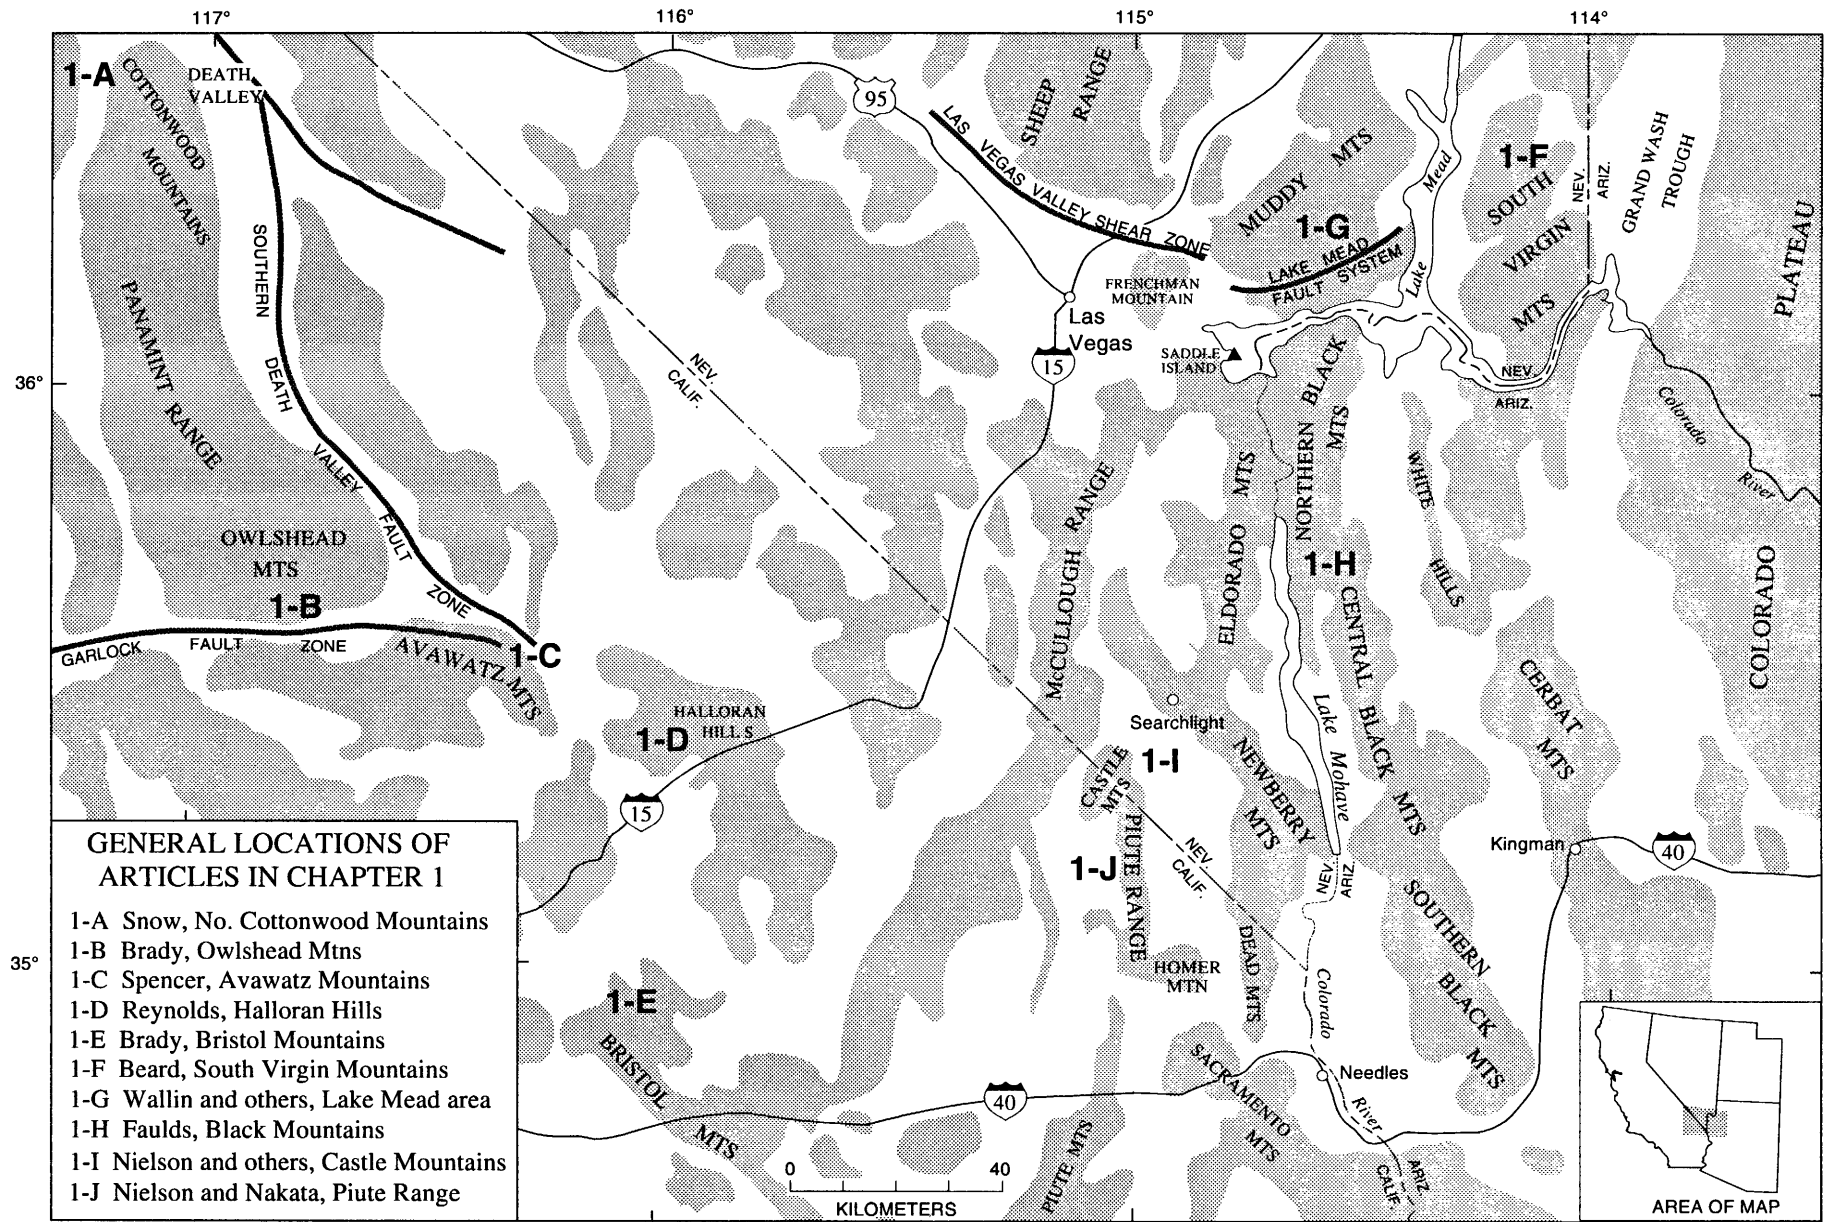 117°
116°
115°
114°
1-A
COTTONWOOD
MOUNTAINS
DEATH
VALLEY
95
SHEEP
RANGE
LAS VEGAS VALLEY SHEAR ZONE
MUDDY
MTS
1-G
LAKE MEAD
FAULT SYSTEM
Lake
Mead
1-F
SOUTH
VIRGIN
MTS
NEV.
ARIZ.
GRAND WASH
TROUGH
COLORADO
PLATEAU
SOUTHERN DEATH VALLEY FAULT ZONE
PANAMINT RANGE
FRENCHMAN
MOUNTAIN
Las
Vegas
SADDLE
ISLAND
15
36°
NEV.
CALIF.
NEV.
ARIZ.
Colorado
River
NORTHERN BLACK
MTS
WHITE
HILLS
McCULLOUGH RANGE
ELDORADO MTS
OWLSHEAD
MTS
1-B
GARLOCK FAULT ZONE
AVAWATZ MTS
1-C
1-H
CENTRAL BLACK MTS
CERBAT
MTS
HALLORAN
HILLS
1-D
Searchlight
1-I
Lake Mohave
CASTLE
MTS
NEWBERRY
MTS
15
PIUTE RANGE
1-J
NEV.
CALIF.
NEV.
ARIZ.
Kingman
40
SOUTHERN
BLACK
MTS
35°
HOMER
MTN
DEAD MTS
Colorado
River
1-E
BRISTOL
MTS
SACRAMENTO
MTS
Needles
40
PIUTE MTS
ARIZ.
CALIF.
0 40
KILOMETERS
AREA OF MAP
GENERAL LOCATIONS OF
ARTICLES IN CHAPTER 1
1-A Snow, No. Cottonwood Mountains
1-B Brady, Owlshead Mtns
1-C Spencer, Avawatz Mountains
1-D Reynolds, Halloran Hills
1-E Brady, Bristol Mountains
1-F Beard, South Virgin Mountains
1-G Wallin and others, Lake Mead area
1-H Faulds, Black Mountains
1-I Nielson and others, Castle Mountains
1-J Nielson and Nakata, Piute Range